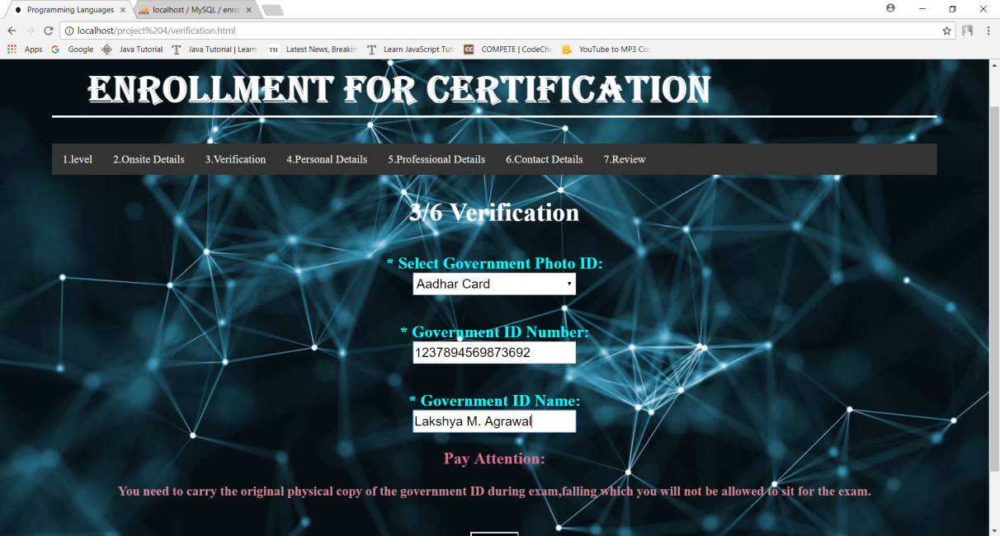 Programming Languages
localhost / MySQL / enrol
localhost/project%204/verification.html
Apps Google Java Tutorial Java Tutorial | Learn TH Latest News, Breakin Learn JavaScript Tut CC COMPETE | CodeChe YouTube to MP3 Co
ENROLLMENT FOR CERTIFICATION
1.level 2.Onsite Details 3.Verification 4.Personal Details 5.Professional Details 6.Contact Details 7.Review
3/6 Verification
* Select Government Photo ID:
Aadhar Card
* Government ID Number:
1237894569873692
* Government ID Name:
Lakshya M. Agrawal
Pay Attention:
You need to carry the original physical copy of the government ID during exam,falling which you will not be allowed to sit for the exam.